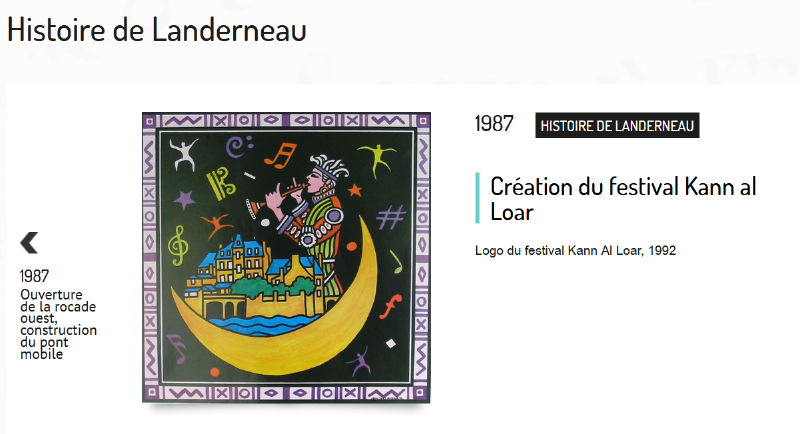 Histoire de Landerneau
1987
Ouverture
de la rocade
ouest,
construction
du pont
mobile
1987
HISTOIRE DE LANDERNEAU
Création du festival Kann al
Loar
Logo du festival Kann Al Loar, 1992